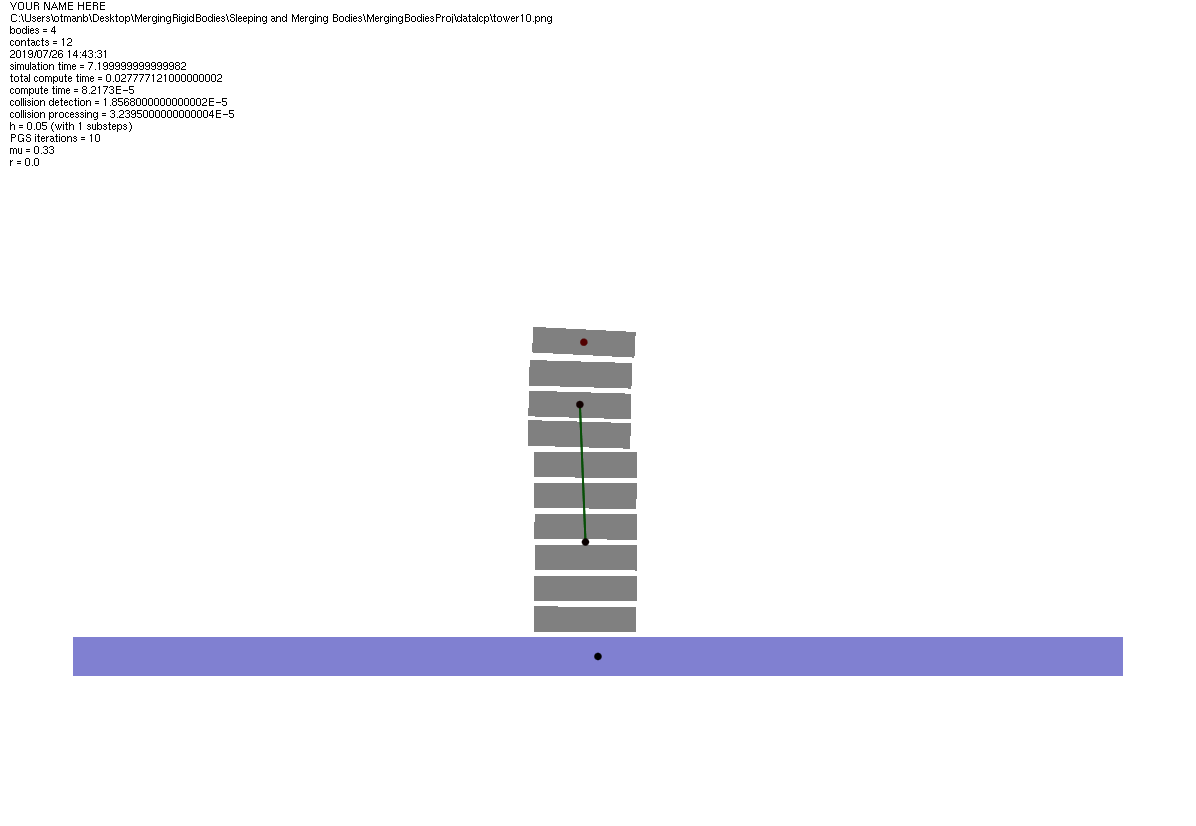 YOUR NAME HERE
C:\Users\otmanb\Desktop\MergingRigidBodies\Sleeping and Merging Bodies\MergingBodiesProj\datalcp\tower10.png
bodies = 4
contacts = 12
2019/07/26 14:43:31
simulation time = 7.199999999999982
total compute time = 0.027777121000000002
compute time = 8.2173E-5
collision detection = 1.8568000000000002E-5
collision processing = 3.2395000000000004E-5
h = 0.05 (with 1 substeps)
PGS iterations = 10
mu = 0.33
r = 0.0